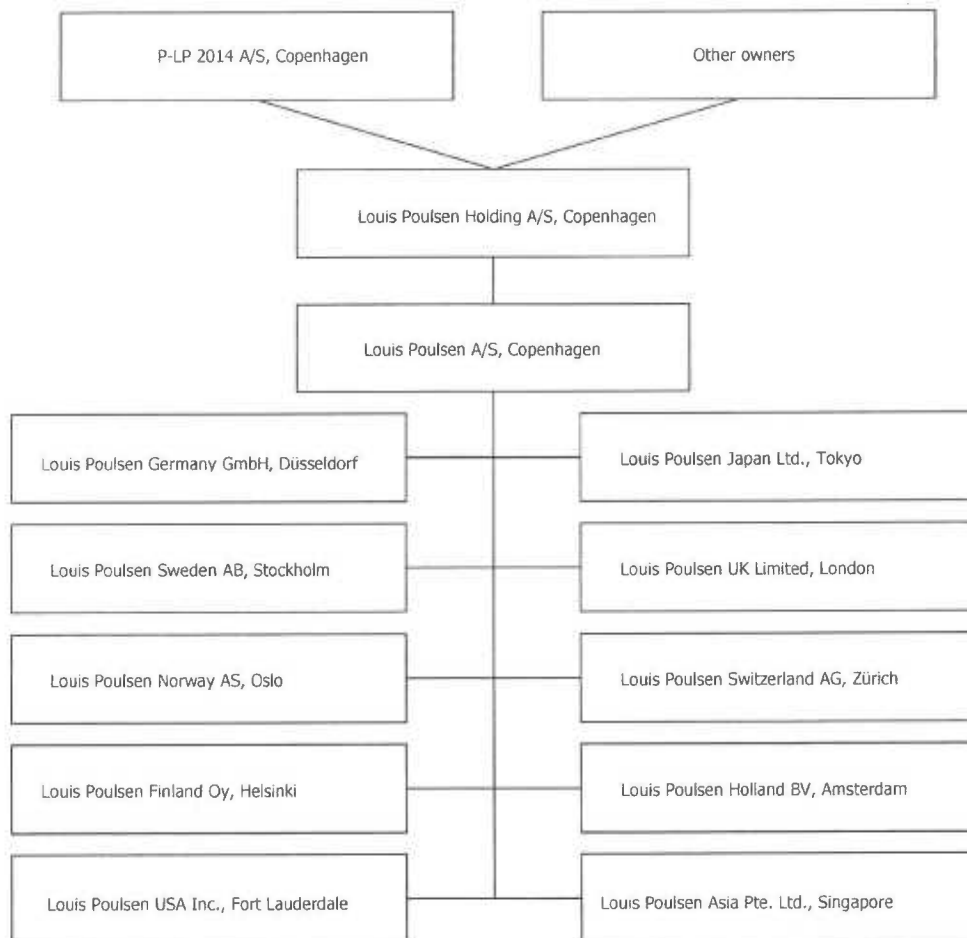 P-LP 2014 A/S, Copenhagen
Other owners
Louis Poulsen Holding A/S, Copenhagen
Louis Poulsen A/S, Copenhagen
Louis Poulsen Germany GmbH, Düsseldorf
Louis Poulsen Japan Ltd., Tokyo
Louis Poulsen Sweden AB, Stockholm
Louis Poulsen UK Limited, London
Louis Poulsen Norway AS, Oslo
Louis Poulsen Switzerland AG, Zürich
Louis Poulsen Finland Oy, Helsinki
Louis Poulsen Holland BV, Amsterdam
Louis Poulsen USA Inc., Fort Lauderdale
Louis Poulsen Asia Pte. Ltd., Singapore